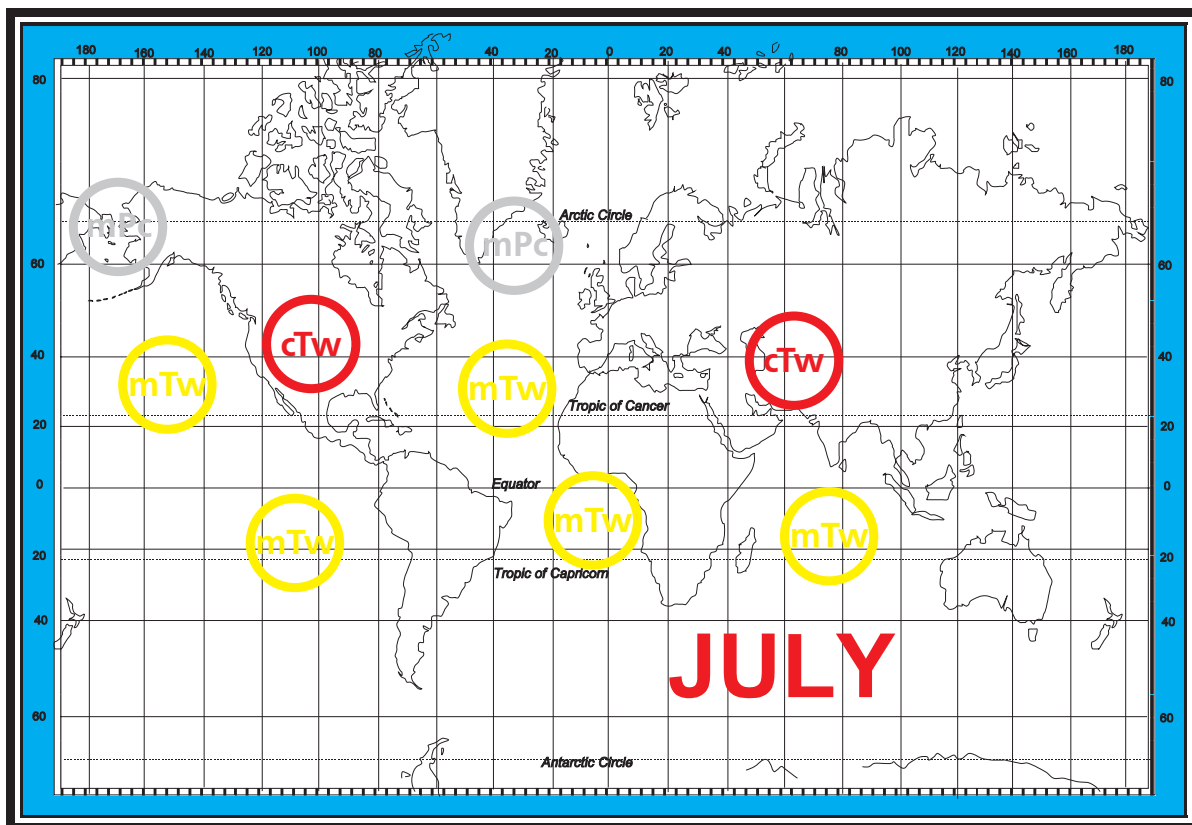 180 160 140 120 100 80 60 40 20 0 20 40 60 80 100 120 140 160 180
80 80
Arctic Circle
mPc mPc
60 60
cTw cTw
40 40
mTw mTw
Tropic of Cancer
20 20
Equator
0 0
mTw mTw mTw
20 20
Tropic of Capricorn
40 40
JULY
60 60
Antarctic Circle